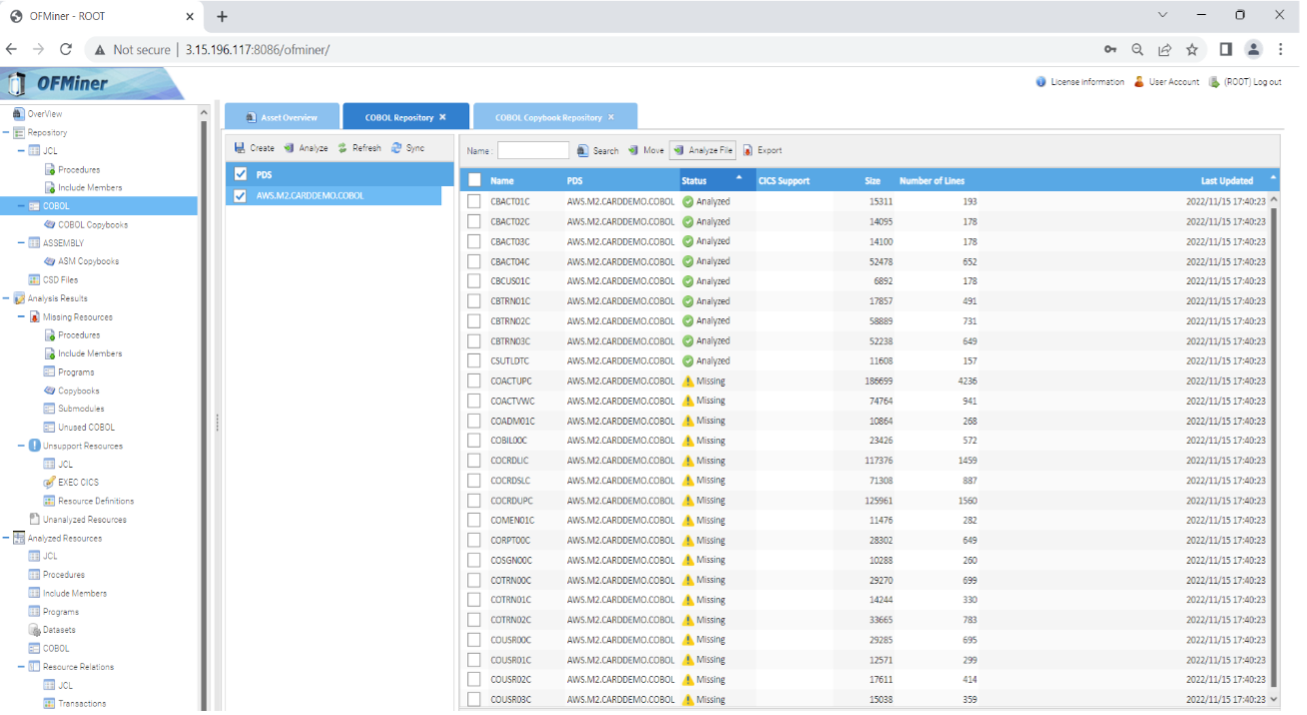 OFMiner - ROOT
Not secure | 3.15.196.117:8086/ofminer/
OFMiner
License Information User Account (ROOT) Log out
OverView
Repository
JCL
Procedures
Include Members
COBOL
COBOL Copybooks
ASSEMBLY
ASM Copybooks
CSD Files
Analysis Results
Missing Resources
Procedures
Include Members
Programs
Copybooks
Submodules
Unused COBOL
Unsupport Resources
JCL
EXEC CICS
Resource Definitions
Unanalyzed Resources
Analyzed Resources
JCL
Procedures
Include Members
Programs
Datasets
COBOL
Resource Relations
JCL
Transactions
Asset Overview COBOL Repository COBOL Copybook Repository
Create Analyze Refresh Sync
PDS
AWS.M2.CARDDEMO.COBOL
Name: Search Move Analyze File Export
Name PDS Status CICS Support Size Number of Lines Last Updated
CBACT01C AWS.M2.CARDDEMO.COBOL Analyzed 15311 193 2022/11/15 17:40:23
CBACT02C AWS.M2.CARDDEMO.COBOL Analyzed 14095 178 2022/11/15 17:40:23
CBACT03C AWS.M2.CARDDEMO.COBOL Analyzed 14100 178 2022/11/15 17:40:23
CBACT04C AWS.M2.CARDDEMO.COBOL Analyzed 52478 652 2022/11/15 17:40:23
CBCUS01C AWS.M2.CARDDEMO.COBOL Analyzed 6892 178 2022/11/15 17:40:23
CBTRN01C AWS.M2.CARDDEMO.COBOL Analyzed 17857 491 2022/11/15 17:40:23
CBTRN02C AWS.M2.CARDDEMO.COBOL Analyzed 58889 731 2022/11/15 17:40:23
CBTRN03C AWS.M2.CARDDEMO.COBOL Analyzed 52238 649 2022/11/15 17:40:23
CSUTLDTC AWS.M2.CARDDEMO.COBOL Analyzed 11608 157 2022/11/15 17:40:23
COACTUPC AWS.M2.CARDDEMO.COBOL Missing 186699 4236 2022/11/15 17:40:23
COACTVWC AWS.M2.CARDDEMO.COBOL Missing 74764 941 2022/11/15 17:40:23
COADM01C AWS.M2.CARDDEMO.COBOL Missing 10864 268 2022/11/15 17:40:23
COBIL00C AWS.M2.CARDDEMO.COBOL Missing 23426 572 2022/11/15 17:40:23
COCRDLIC AWS.M2.CARDDEMO.COBOL Missing 117376 1459 2022/11/15 17:40:23
COCRDSLC AWS.M2.CARDDEMO.COBOL Missing 71308 887 2022/11/15 17:40:23
COCRDUPC AWS.M2.CARDDEMO.COBOL Missing 125961 1560 2022/11/15 17:40:23
COMEN01C AWS.M2.CARDDEMO.COBOL Missing 11476 282 2022/11/15 17:40:23
CORPT00C AWS.M2.CARDDEMO.COBOL Missing 28302 649 2022/11/15 17:40:23
COSGN00C AWS.M2.CARDDEMO.COBOL Missing 10288 260 2022/11/15 17:40:23
COTRN00C AWS.M2.CARDDEMO.COBOL Missing 29270 699 2022/11/15 17:40:23
COTRN01C AWS.M2.CARDDEMO.COBOL Missing 14244 330 2022/11/15 17:40:23
COTRN02C AWS.M2.CARDDEMO.COBOL Missing 33665 783 2022/11/15 17:40:23
COUSR00C AWS.M2.CARDDEMO.COBOL Missing 29285 695 2022/11/15 17:40:23
COUSR01C AWS.M2.CARDDEMO.COBOL Missing 12571 299 2022/11/15 17:40:23
COUSR02C AWS.M2.CARDDEMO.COBOL Missing 17611 414 2022/11/15 17:40:23
COUSR03C AWS.M2.CARDDEMO.COBOL Missing 15038 359 2022/11/15 17:40:23